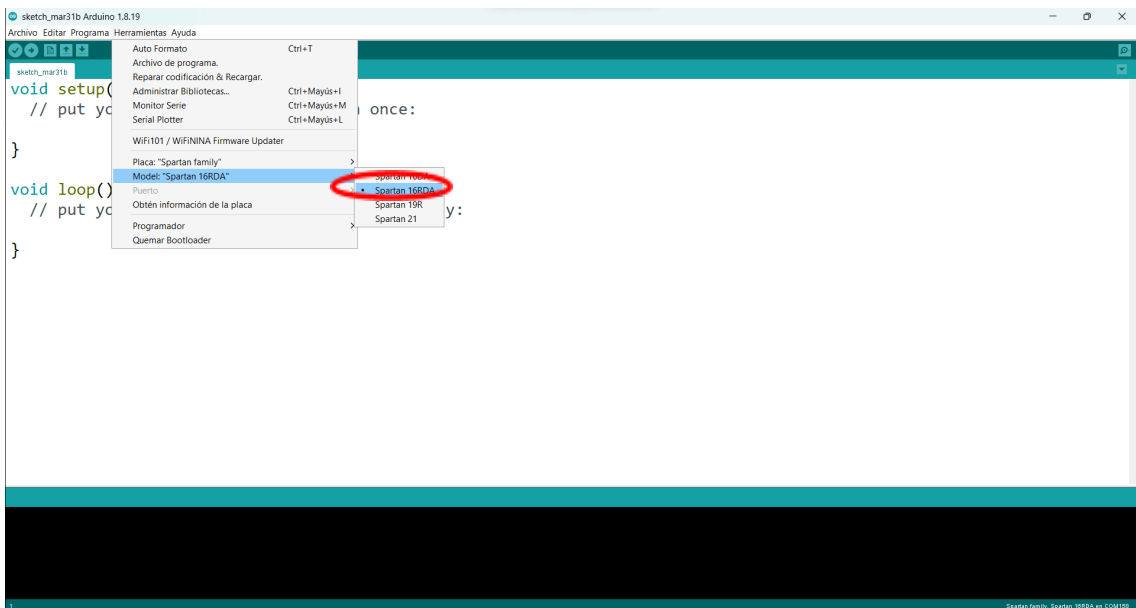 sketch_mar31b Arduino 1.8.19
Archivo Editar Programa Herramientas Ayuda
sketch_mar31b
void setup(
// put yo
once:
}
void loop()
// put yo
y:
}
Auto Formato Ctrl+T
Archivo de programa.
Reparar codificación & Recargar.
Administrar Bibliotecas... Ctrl+Mayús+I
Monitor Serie Ctrl+Mayús+M
Serial Plotter Ctrl+Mayús+L
WiFi101 / WiFiNINA Firmware Updater
Placa: "Spartan family"
Model: "Spartan 16RDA"
Puerto
Obtén información de la placa
Programador
Quemar Bootloader
Spartan 16DA
Spartan 16RDA
Spartan 19R
Spartan 21
1
Spartan family, Spartan 16RDA en COM150